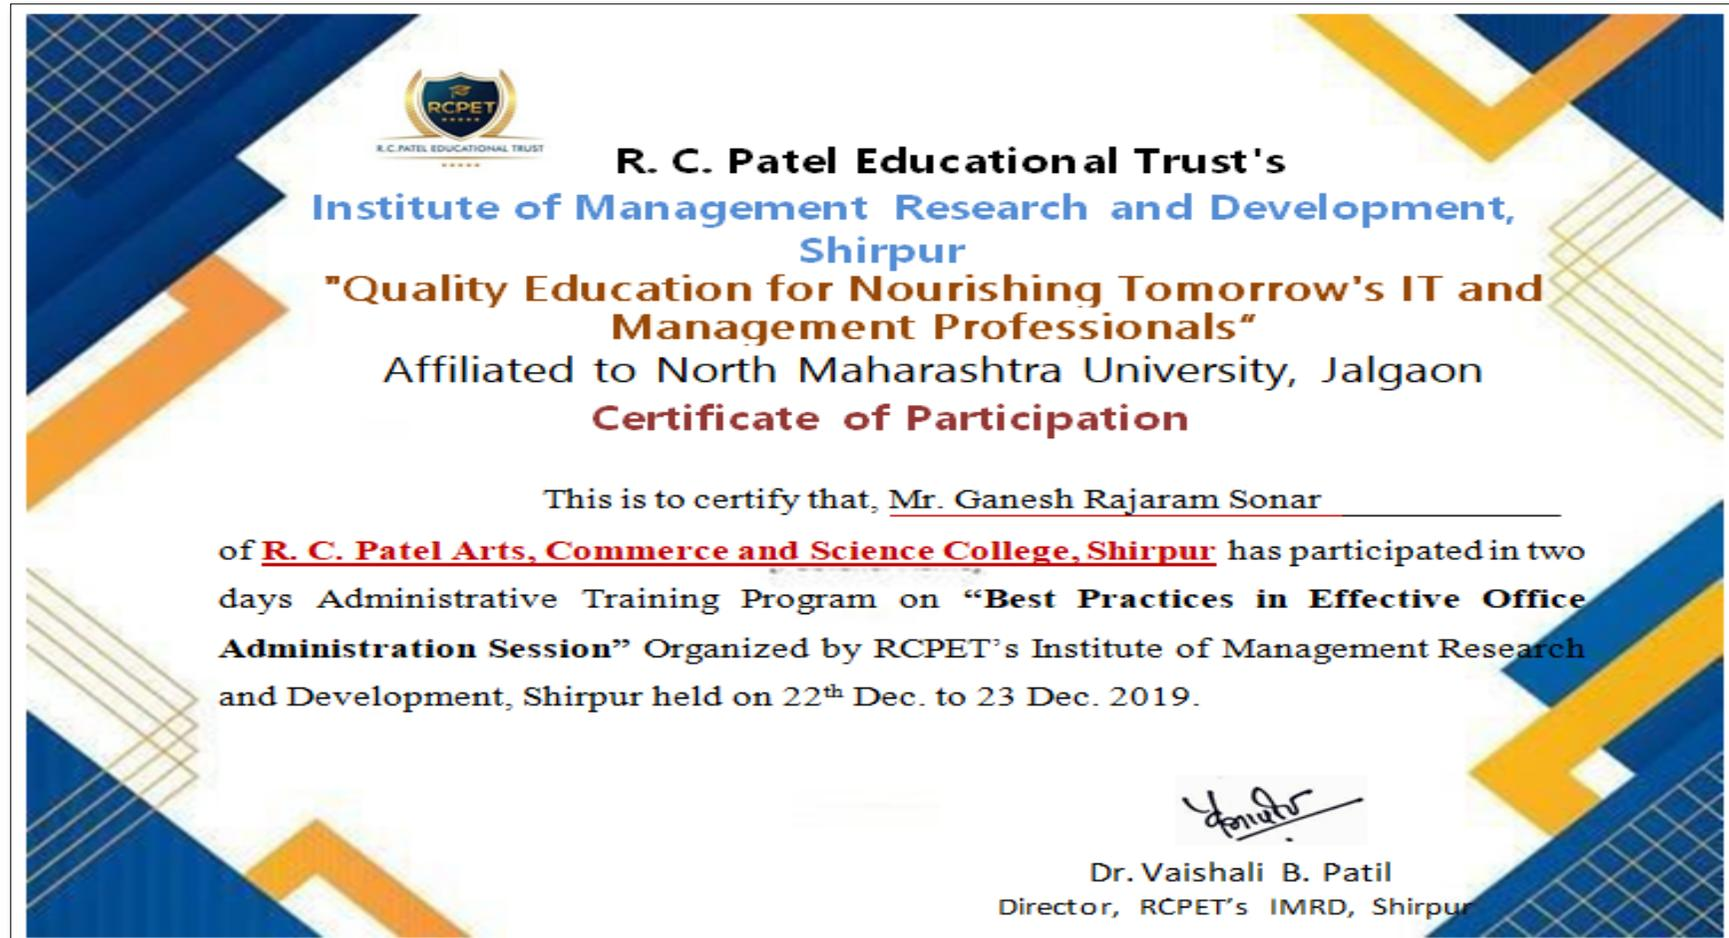 RCPET
R.C.PATEL EDUCATIONAL TRUST
R. C. Patel Educational Trust's
Institute of Management Research and Development,
Shirpur
"Quality Education for Nourishing Tomorrow's IT and
Management Professionals“
Affiliated to North Maharashtra University, Jalgaon
Certificate of Participation
This is to certify that, Mr. Ganesh Rajaram Sonar
of R. C. Patel Arts, Commerce and Science College, Shirpur has participated in two
days Administrative Training Program on “Best Practices in Effective Office
Administration Session” Organized by RCPET’s Institute of Management Research
and Development, Shirpur held on 22th Dec. to 23 Dec. 2019.
Dr. Vaishali B. Patil
Director, RCPET’s IMRD, Shirpur